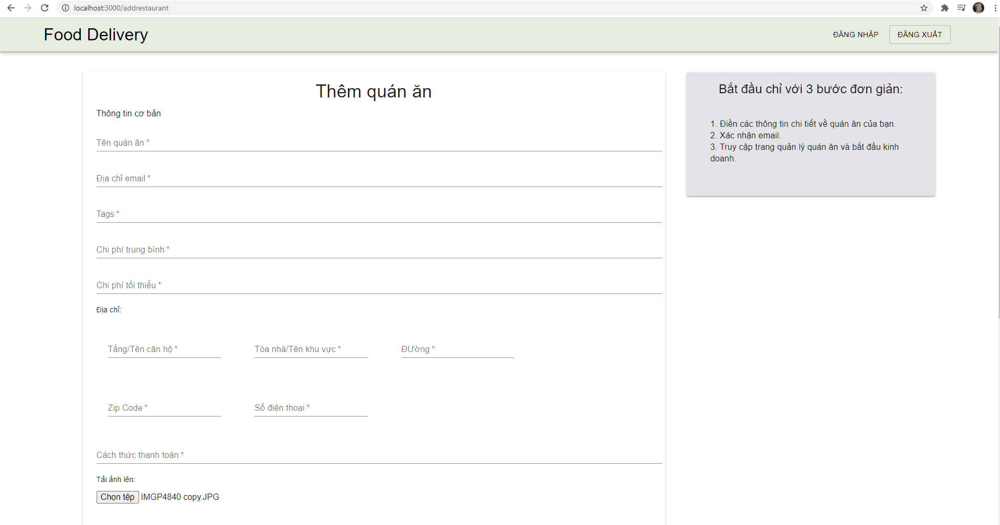 localhost:3000/addrestaurant
Food Delivery
ĐĂNG NHẬP
ĐĂNG XUẤT
Thêm quán ăn
Thông tin cơ bản
Tên quán ăn *
Địa chỉ email *
Tags *
Chi phí trung bình *
Chi phí tối thiểu *
Địa chỉ:
Tầng/Tên căn hộ *
Tòa nhà/Tên khu vực *
ĐƯờng *
Zip Code *
Số điện thoại *
Cách thức thanh toán *
Tải ảnh lên:
Chọn tệp IMGP4840 copy.JPG
Bắt đầu chỉ với 3 bước đơn giản:
1. Điền các thông tin chi tiết về quán ăn của bạn.
2. Xác nhận email.
3. Truy cập trang quản lý quán ăn và bắt đầu kinh
doanh.